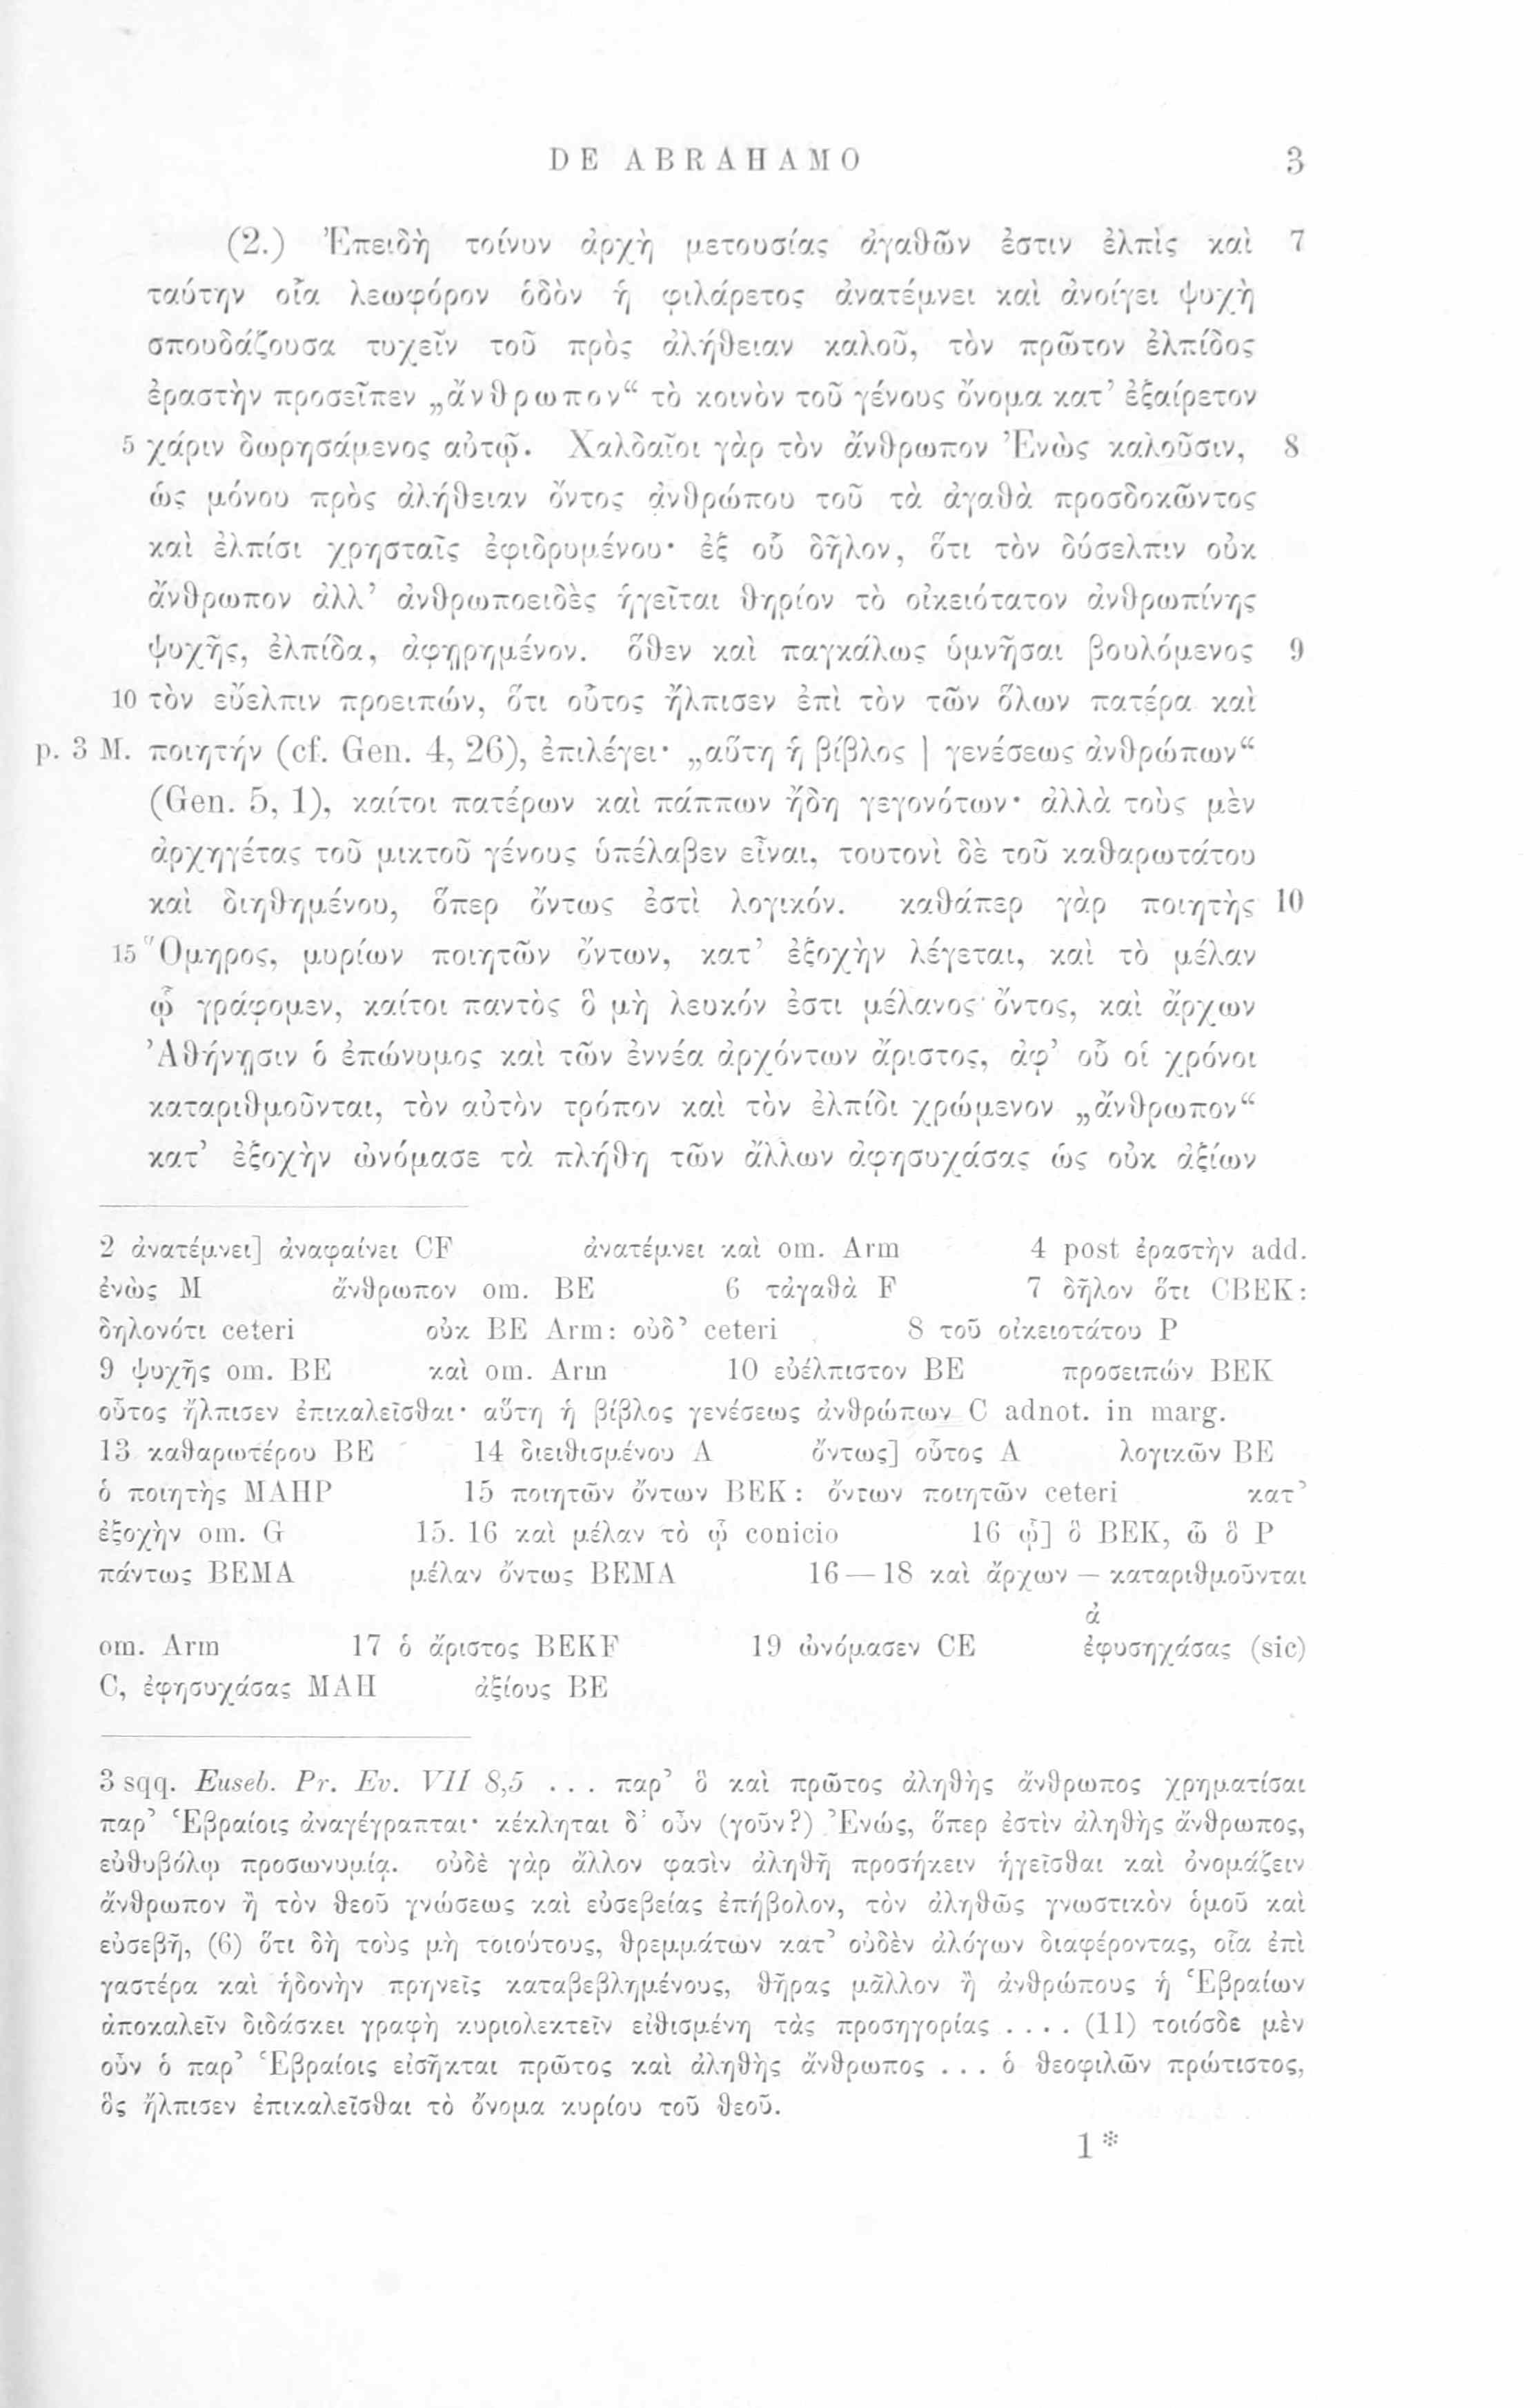 DE ABRAHAMO 3
(2.) Ἐπειδὴ τοίνυν ἀρχὴ μετουσίας ἀγαθῶν ἐστιν ἐλπὶς καὶ 7
ταύτην οἷα λεωφόρον ὁδὸν ἡ φιλάρετος ἀνατέμνει καὶ ἀνοίγει ψυχὴ
σπουδάζουσα τυχεῖν τοῦ πρὸς ἀλήθειαν καλοῦ, τὸν πρῶτον ἐλπίδος
ἐραστὴν προσεῖπεν „ἄνθρωπον“ τὸ κοινὸν τοῦ γένους ὄνομα κατ’ ἐξαίρετον
5 χάριν δωρησάμενος αὐτῷ. Χαλδαῖοι γὰρ τὸν ἄνθρωπον Ἐνὼς καλοῦσιν, 8
ὡς μόνου πρὸς ἀλήθειαν ὄντος ἀνθρώπου τοῦ τὰ ἀγαθὰ προσδοκῶντος
καὶ ἐλπίσι χρησταῖς ἐφιδρυμένου· ἐξ οὗ δῆλον, ὅτι τὸν δύσελπιν οὐκ
ἄνθρωπον ἀλλ’ ἀνθρωποειδὲς ἡγεῖται θηρίον τὸ οἰκειότατον ἀνθρωπίνης
ψυχῆς, ἐλπίδα, ἀφῃρημένον. ὅθεν καὶ παγκάλως ὑμνῆσαι βουλόμενος 9
10 τὸν εὔελπιν προειπών, ὅτι οὗτος ἤλπισεν ἐπὶ τὸν τῶν ὅλων πατέρα καὶ
p. 3 M. ποιητήν (cf. Gen. 4, 26), ἐπιλέγει· „αὕτη ἡ βίβλος | γενέσεως ἀνθρώπων“
(Gen. 5, 1), καίτοι πατέρων καὶ πάππων ἤδη γεγονότων· ἀλλὰ τοὺς μὲν
ἀρχηγέτας τοῦ μικτοῦ γένους ὑπέλαβεν εἶναι, τουτονὶ δὲ τοῦ καθαρωτάτου
καὶ διηθημένου, ὅπερ ὄντως ἐστὶ λογικόν. καθάπερ γὰρ ποιητὴς 10
15 Ὅμηρος, μυρίων ποιητῶν ὄντων, κατ’ ἐξοχὴν λέγεται, καὶ τὸ μέλαν
ᾧ γράφομεν, καίτοι παντὸς ὃ μὴ λευκόν ἐστι μέλανος ὄντος, καὶ ἄρχων
Ἀθήνῃσιν ὁ ἐπώνυμος καὶ τῶν ἐννέα ἀρχόντων ἄριστος, ἀφ’ οὗ οἱ χρόνοι
καταριθμοῦνται, τὸν αὐτὸν τρόπον καὶ τὸν ἐλπίδι χρώμενον „ἄνθρωπον“
κατ’ ἐξοχὴν ὠνόμασε τὰ πλήθη τῶν ἄλλων ἀφησυχάσας ὡς οὐκ ἀξίων
2 ἀνατέμνει] ἀναφαίνει CF ἀνατέμνει καὶ om. Arm 4 post ἐραστὴν add.
ἐνὼς M ἄνθρωπον om. BE 6 τἀγαθὰ F 7 δῆλον ὅτι CBEK:
δηλονότι ceteri οὐκ BE Arm: οὐδ’ ceteri 8 τοῦ οἰκειοτάτου P
9 ψυχῆς om. BE καὶ om. Arm 10 εὐέλπιστον BE προσειπών BEK
οὗτος ἤλπισεν ἐπικαλεῖσθαι· αὕτη ἡ βίβλος γενέσεως ἀνθρώπων C adnot. in marg.
13 καθαρωτέρου BE 14 διειθισμένου A ὄντως] οὗτος A λογικῶν BE
ὁ ποιητὴς MAHP 15 ποιητῶν ὄντων BEK: ὄντων ποιητῶν ceteri κατ’
ἐξοχὴν om. G 15. 16 καὶ μέλαν τὸ ᾧ conicio 16 ᾧ] ὃ BEK, ὦ ὃ P
πάντως BEMA μέλαν ὄντως BEMA 16—18 καὶ ἄρχων — καταριθμοῦνται
ἀ
om. Arm 17 ὁ ἄριστος BEKF 19 ὠνόμασεν CE ἐφυσηχάσας (sic)
C, ἐφησυχάσας MAH ἀξίους BE
3 sqq. Euseb. Pr. Ev. VII 8,5 ... παρ’ ὃ καὶ πρῶτος ἀληθὴς ἄνθρωπος χρηματίσαι
παρ’ Ἑβραίοις ἀναγέγραπται· κέκληται δ’ οὖν (γοῦν?) Ἐνώς, ὅπερ ἐστὶν ἀληθὴς ἄνθρωπος,
εὐθυβόλῳ προσωνυμίᾳ. οὐδὲ γὰρ ἄλλον φασὶν ἀληθῆ προσήκειν ἡγεῖσθαι καὶ ὀνομάζειν
ἄνθρωπον ἢ τὸν θεοῦ γνώσεως καὶ εὐσεβείας ἐπήβολον, τὸν ἀληθῶς γνωστικὸν ὁμοῦ καὶ
εὐσεβῆ, (6) ὅτι δὴ τοὺς μὴ τοιούτους, θρεμμάτων κατ’ οὐδὲν ἀλόγων διαφέροντας, οἷα ἐπὶ
γαστέρα καὶ ἡδονὴν πρηνεῖς καταβεβλημένους, θῆρας μᾶλλον ἢ ἀνθρώπους ἡ Ἑβραίων
ἀποκαλεῖν διδάσκει γραφὴ κυριολεκτεῖν εἰθισμένη τὰς προσηγορίας .... (11) τοιόσδε μὲν
οὖν ὁ παρ’ Ἑβραίοις εἰσῆκται πρῶτος καὶ ἀληθὴς ἄνθρωπος ... ὁ θεοφιλῶν πρώτιστος,
ὃς ἤλπισεν ἐπικαλεῖσθαι τὸ ὄνομα κυρίου τοῦ θεοῦ.
1*